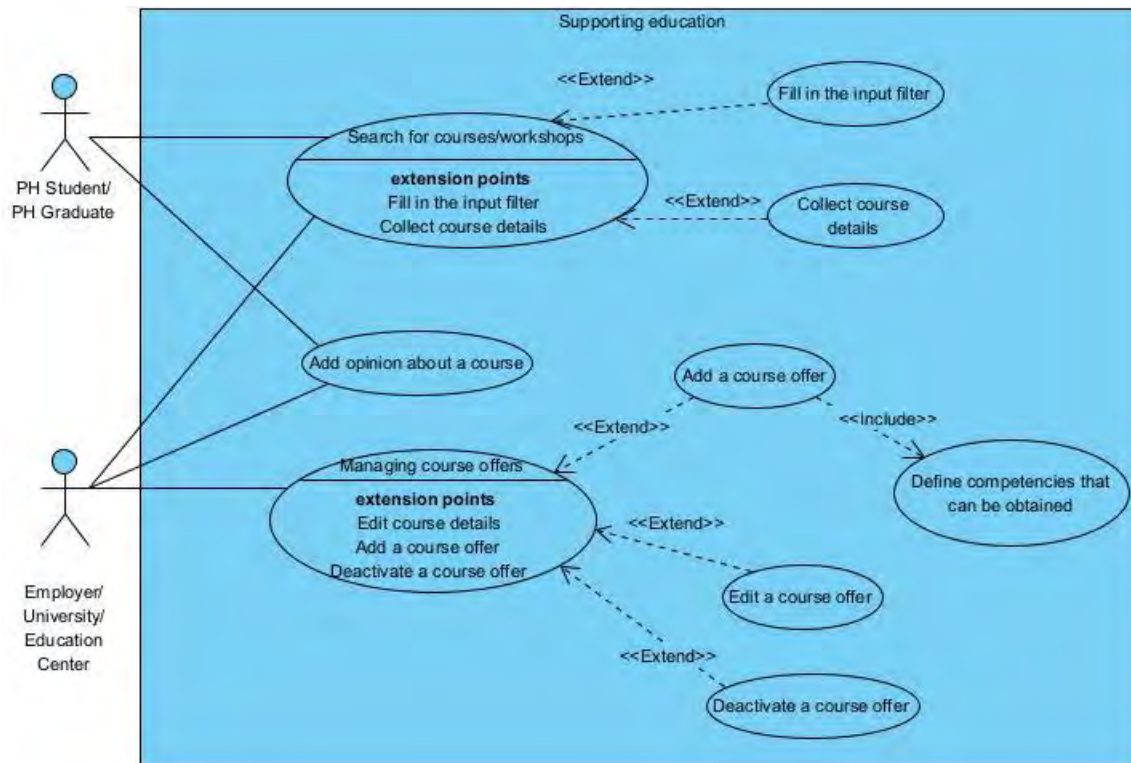 Supporting education
<<Extend>>
Fill in the input filter
PH Student/
PH Graduate
Search for courses/workshops
extension points
Fill in the input filter
Collect course details
<<Extend>>
Collect course
details
Add opinion about a course
Add a course offer
<<Extend>>
<<Include>>
Define competencies that
can be obtained
Employer/
University/
Education
Center
Managing course offers
extension points
Edit course details
Add a course offer
Deactivate a course offer
<<Extend>>
Edit a course offer
<<Extend>>
Deactivate a course offer